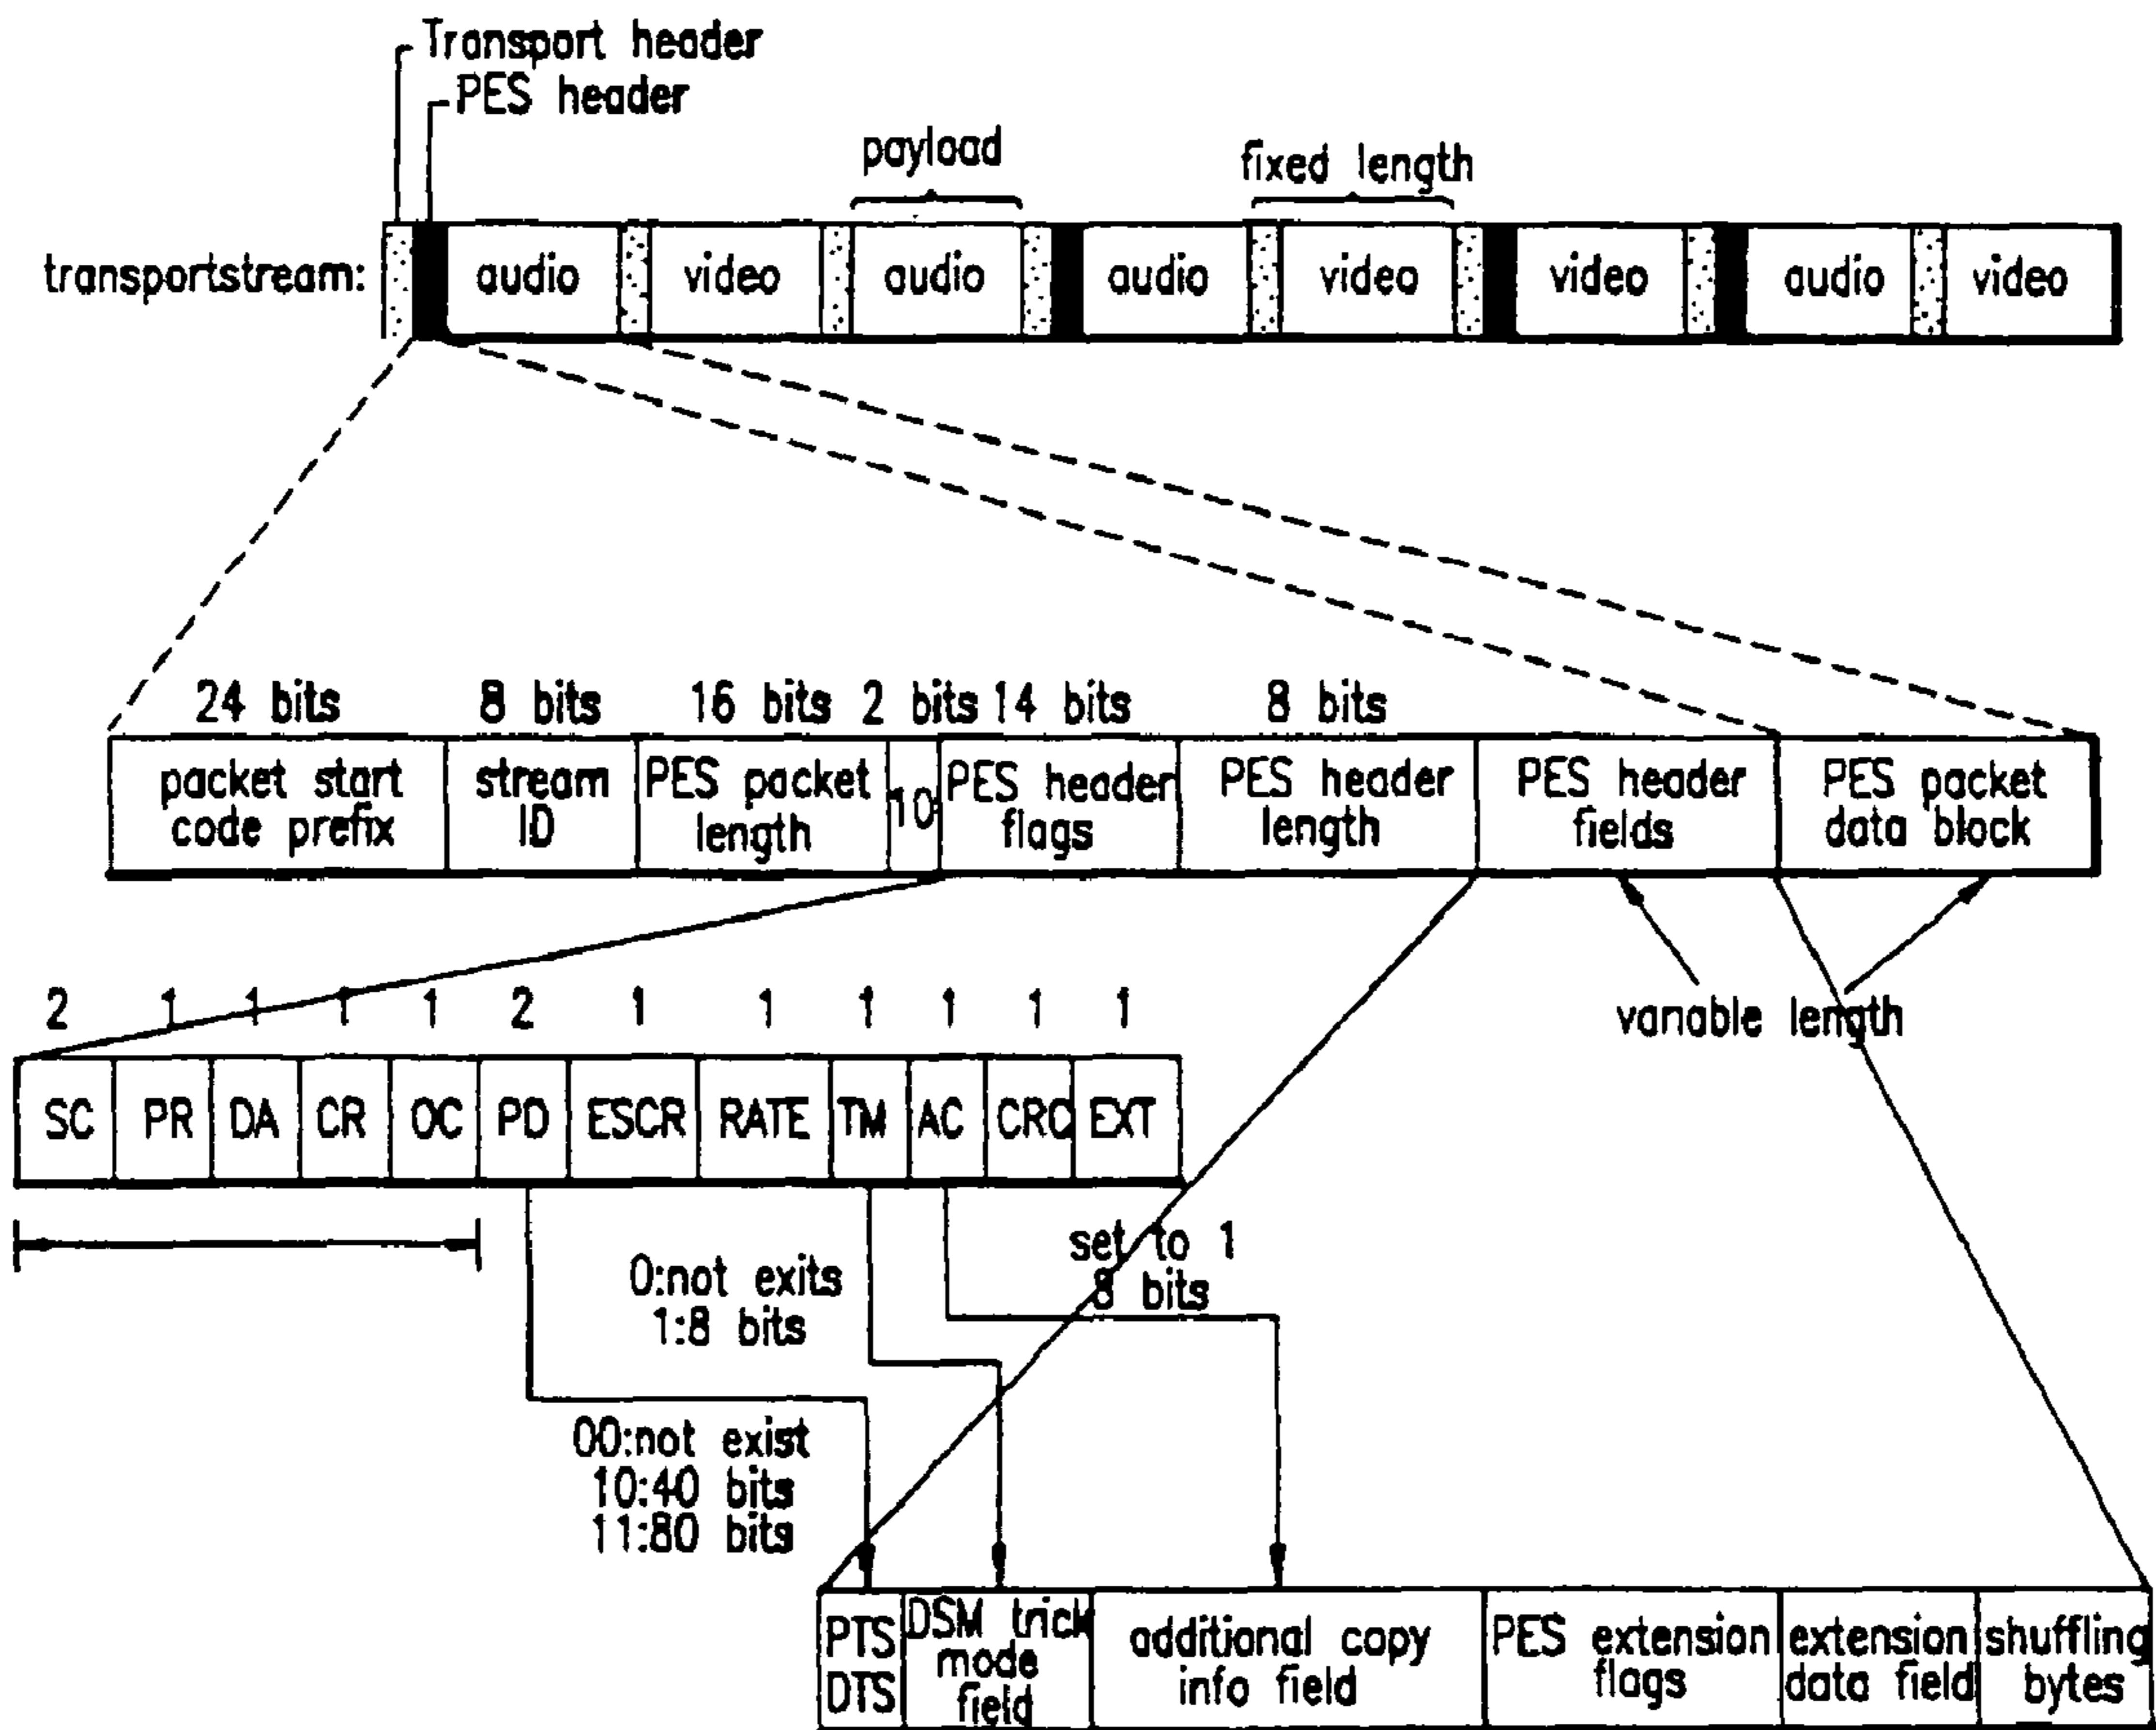 Transport header
PES header
payload
fixed length
transportstream:
audio
video
audio
audio
video
video
audio
video
24 bits
8 bits
16 bits
2 bits
14 bits
8 bits
packet start
code prefix
stream
ID
PES packet
length
10
PES header
flags
PES header
length
PES header
fields
PES packet
data block
vanable length
2 1 1 1 1 2 1 1 1 1 1 1
SC PR DA CR OC PD ESCR RATE TM AC CRC EXT
set to 1
8 bits
0:not exits
1:8 bits
00:not exist
10:40 bits
11:80 bits
PTS
DTS
DSM trick
mode
field
additional copy
info field
PES extension
flags
extension
data field
shuffling
bytes